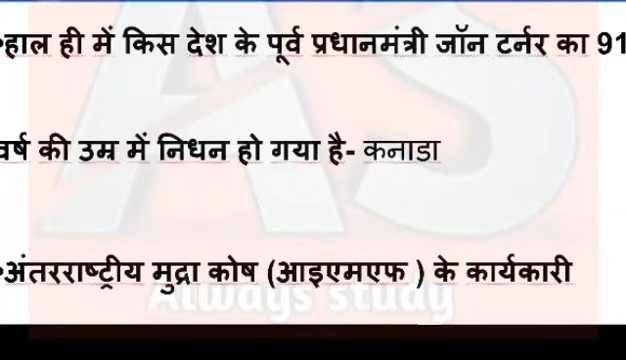 •हाल ही में किस देश के पूर्व प्रधानमंत्री जॉन टर्नर का 91
वर्ष की उम्र में निधन हो गया है- कनाडा
•अंतरराष्ट्रीय मुद्रा कोष (आइएमएफ ) के कार्यकारी
Always study